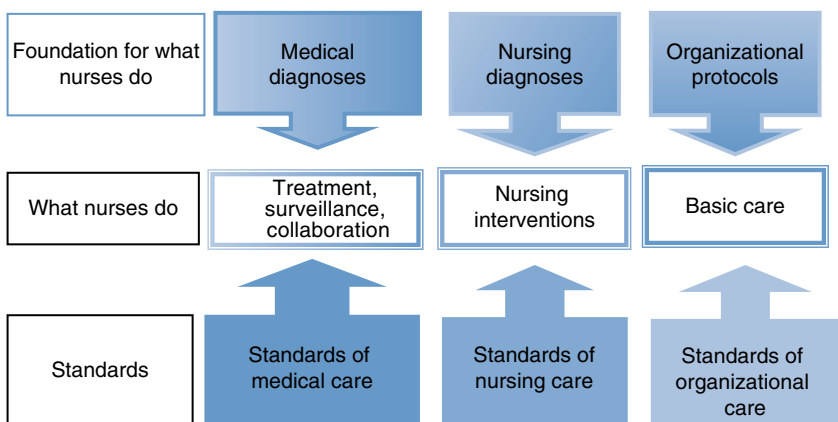 Foundation for what
nurses do
Medical
diagnoses
Nursing
diagnoses
Organizational
protocols
What nurses do
Treatment,
surveillance,
collaboration
Nursing
interventions
Basic care
Standards
Standards of
medical care
Standards of
nursing care
Standards of
organizational
care